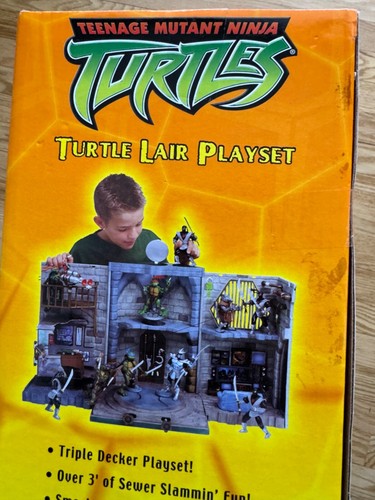 TEENAGE MUTANT NINJA
TURTLES®
TURTLE LAIR PLAYSET
• Triple Decker Playset!
• Over 3' of Sewer Slammin' Fun!